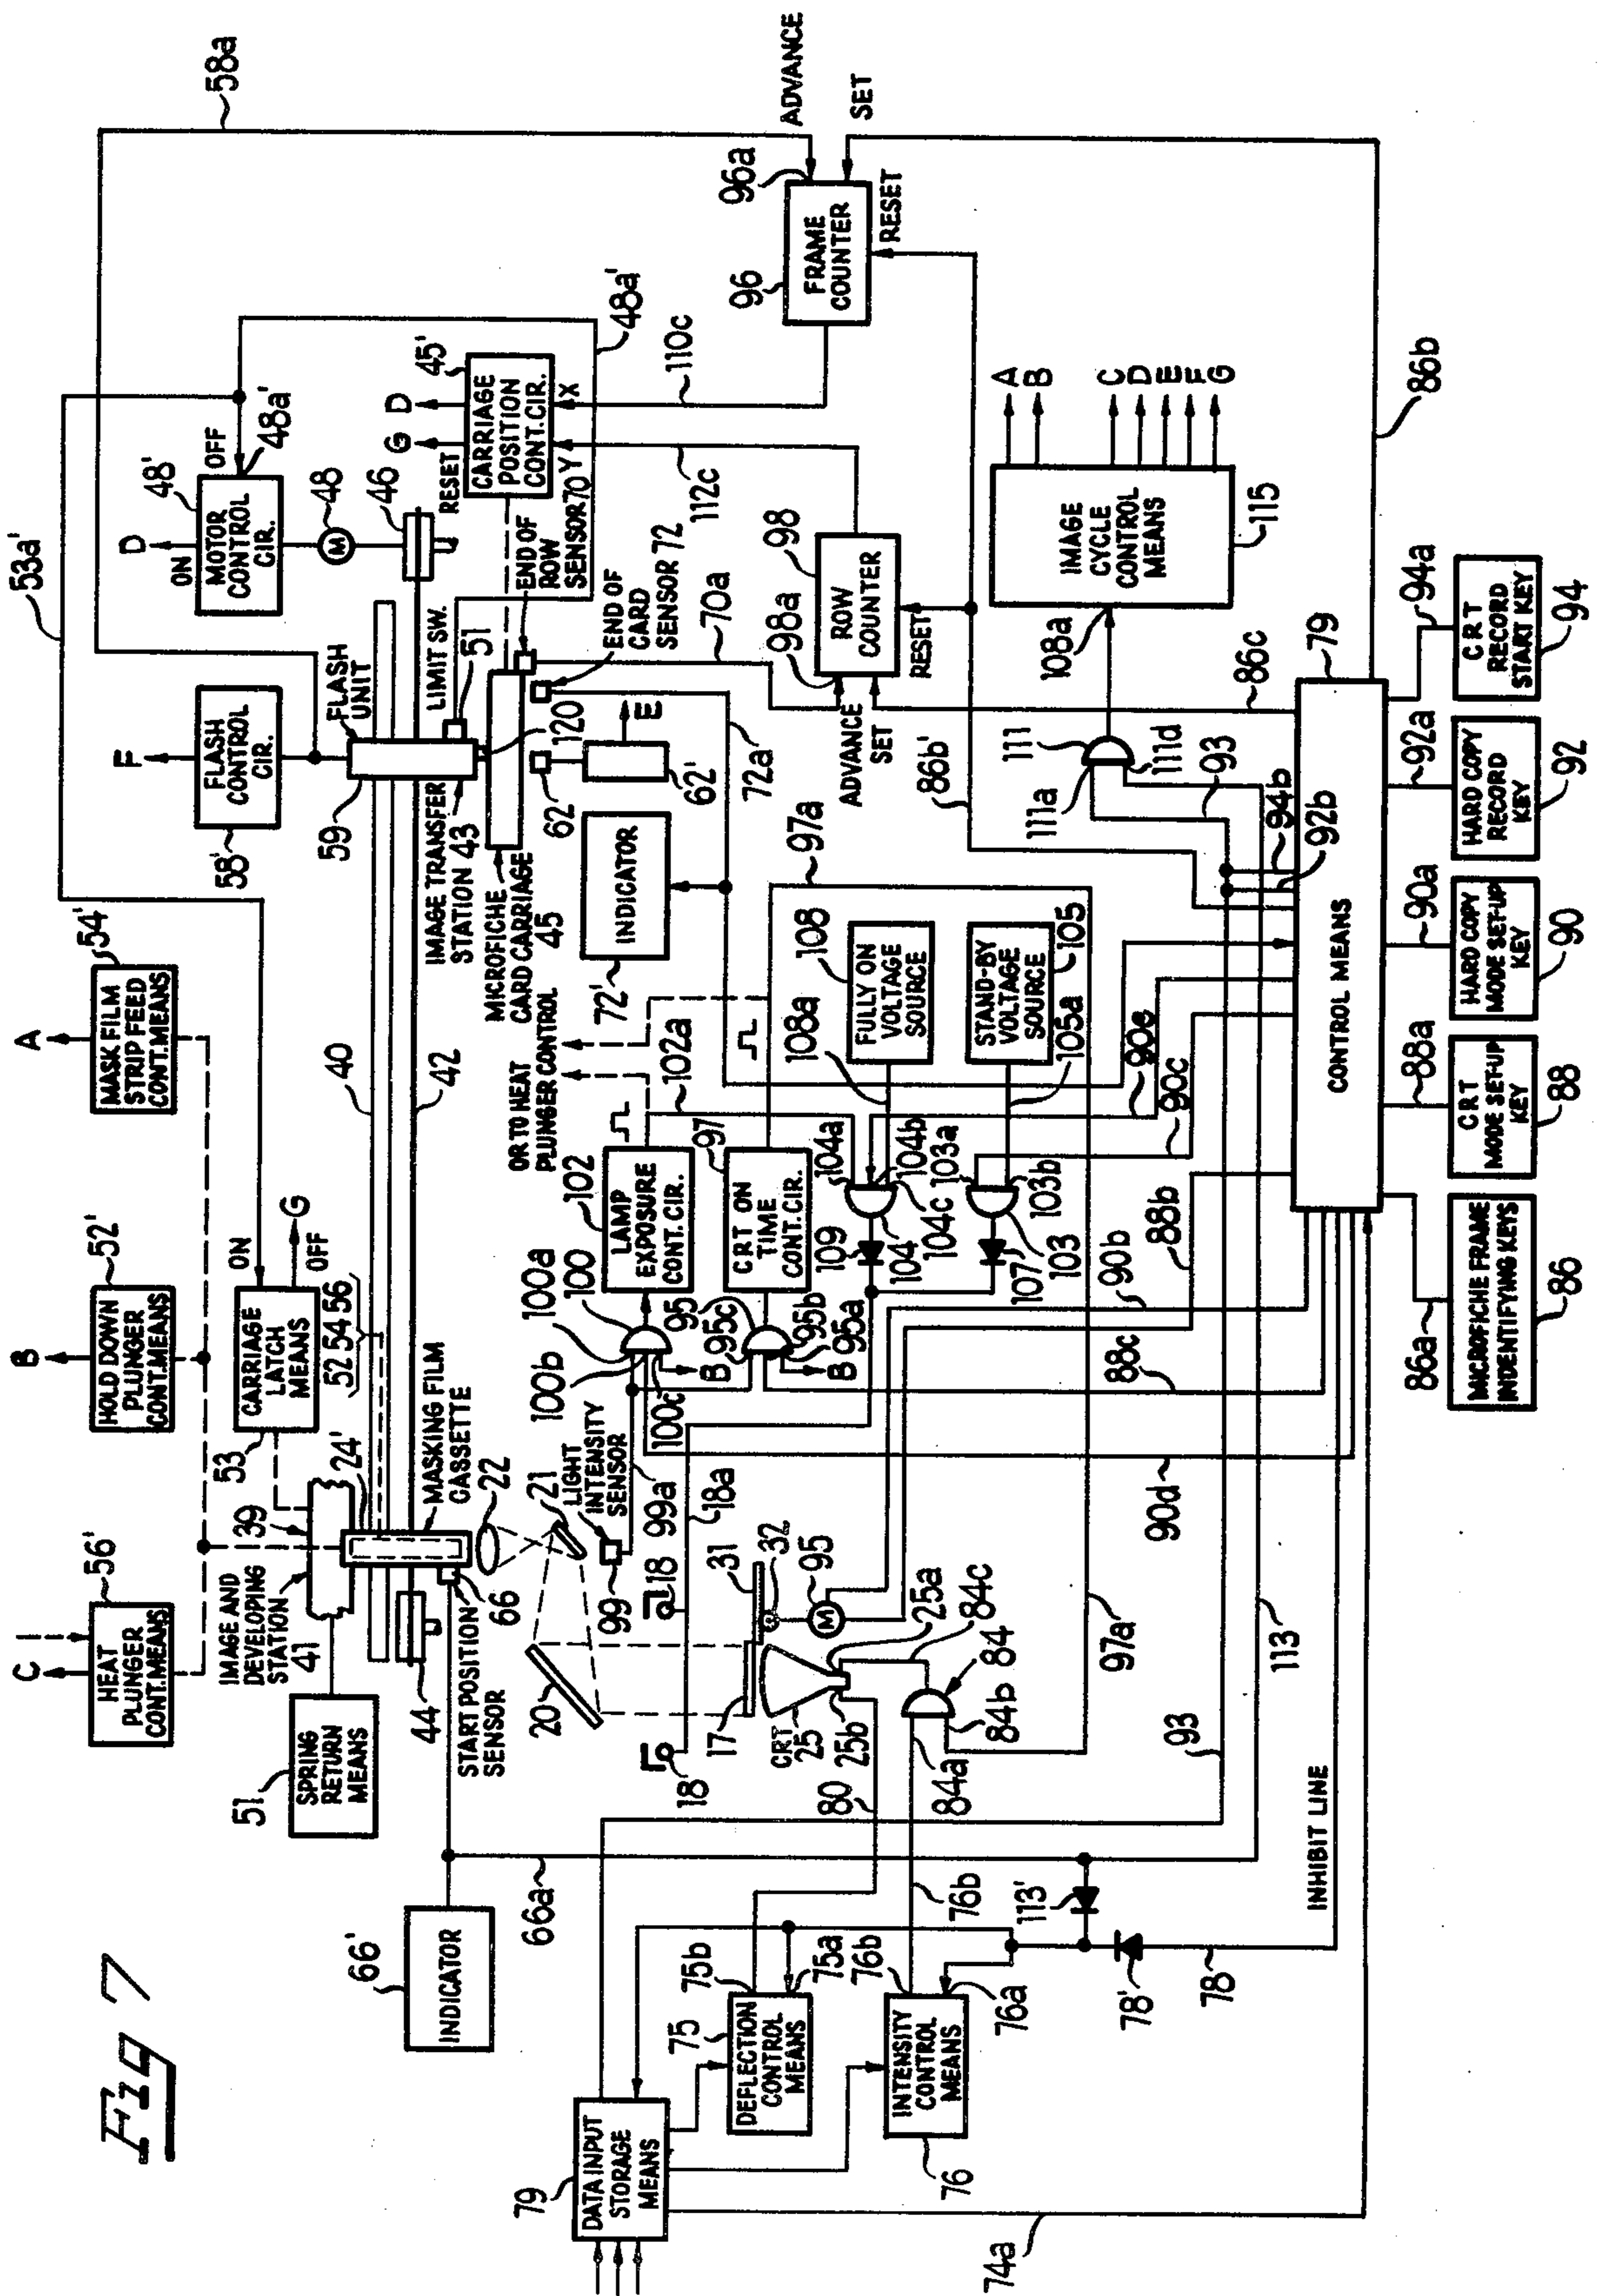 Fig 7
C
56'
HEAT
PLUNGER
CONT.MEANS
B
52'
HOLD DOWN
PLUNGER
CONT.MEANS
A
54'
MASK FILM
STRIP FEED
CONT.MEANS
53a'
58a
F
FLASH
CONTROL
CIR.
58'
D
ON
48'
MOTOR
CONTROL
CIR.
OFF
48a'
M
48
46
RESET
51
SPRING
RETURN
MEANS
IMAGE AND
DEVELOPING
STATION
41
39
24'
53
CARRIAGE
LATCH
MEANS
ON
OFF
G
52 54 56
40
42
59
FLASH
UNIT
LIMIT SW.
51
G
D
45'
CARRIAGE
POSITION
CONT.CIR.
Y
X
48a'
44
START POSITION
SENSOR
66
MASKING FILM
CASSETTE
22
66'
INDICATOR
66a
IMAGE TRANSFER
STATION 43
MICROFICHE
CARD CARRIAGE
45
120
END OF
ROW
SENSOR 70
END OF
CARD
SENSOR 72
62
62'
E
110c
112c
70a
72a
20
21
LIGHT
INTENSITY
SENSOR
99
99a
18
18
18a
OR TO HEAT
PLUNGER CONTROL
72'
INDICATOR
96
FRAME
COUNTER
96a
ADVANCE
SET
RESET
98
ROW
COUNTER
98a
ADVANCE
SET
RESET
102
LAMP
EXPOSURE
CONT. CIR.
102a
100
100a
100b
100c
B
97
CRT ON
TIME
CONT.CIR.
97a
95
95c
95b
95a
B
17
31
32
M
95
CRT
25
25a
25b
84
84a
84b
84c
80
97a
108
FULLY ON
VOLTAGE
SOURCE
108a
STAND-BY
VOLTAGE
SOURCE
105
105a
104a
104b
104c
104
109
103a
103b
103
107
86b'
IMAGE
CYCLE
CONTROL
MEANS
115
A
B
C
D
E
F
G
108a
111
111a
111d
93
94b
92b
86c
86b
79
DATA INPUT
STORAGE
MEANS
75
DEFLECTION
CONTROL
MEANS
75b
75a
76
INTENSITY
CONTROL
MEANS
76b
76b
76a
113'
78'
78
INHIBIT LINE
93
113
90d
88c
90b
88b
90c
90e
74a
CONTROL MEANS
79
86a
88a
90a
92a
94a
MICROFICHE FRAME
INDENTIFYING KEYS
86
CRT
MODE SET-UP
KEY
88
HARD COPY
MODE SET-UP
KEY
90
HARD COPY
RECORD
KEY
92
CRT
RECORD
START KEY
94